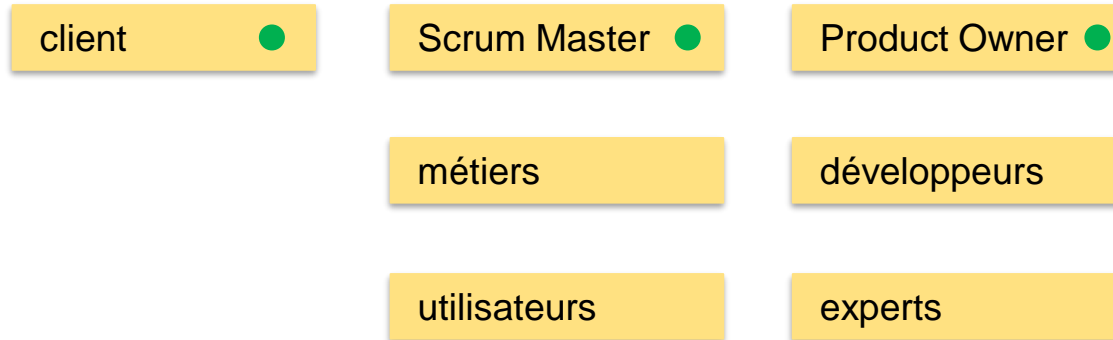 client
Scrum Master
Product Owner
métiers
développeurs
utilisateurs
experts